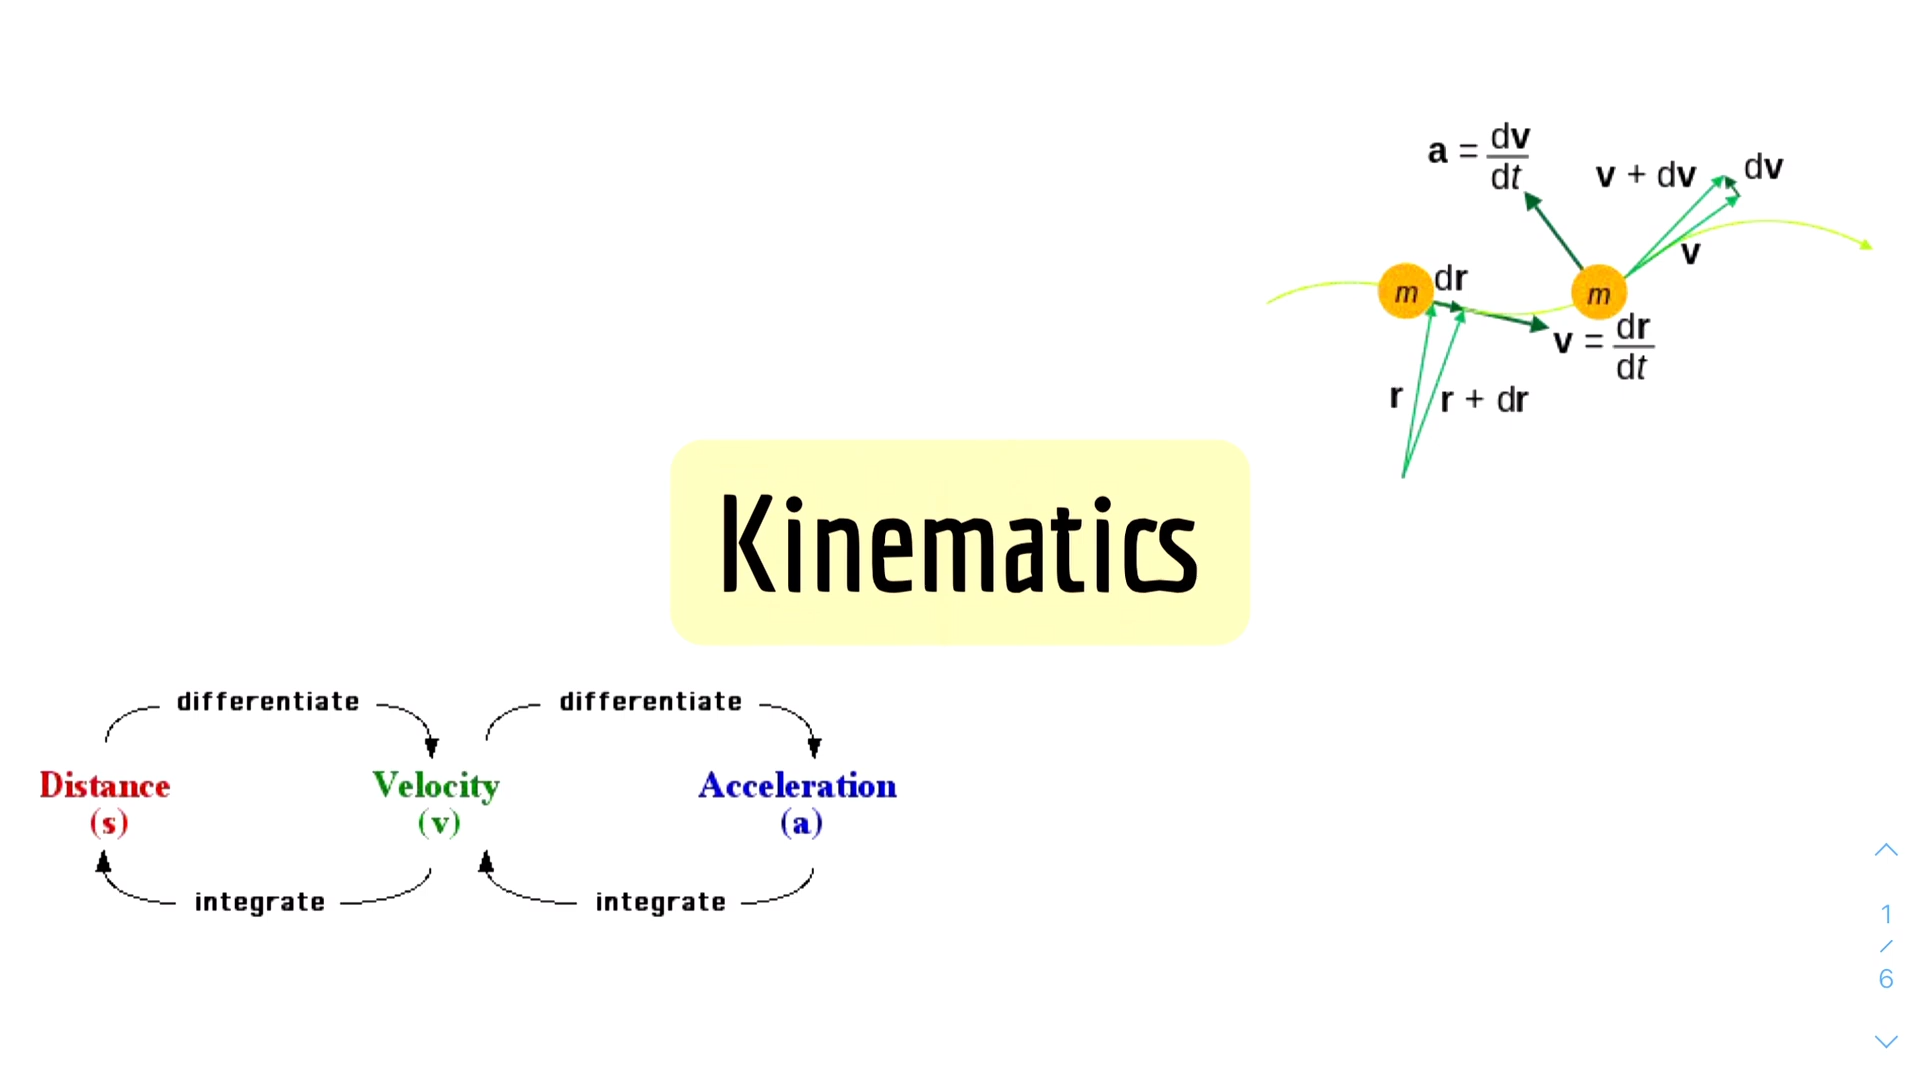 a = dv/dt
v + dv
dv
v
m
dr
m
v = dr/dt
r
r + dr
Kinematics
differentiate
differentiate
Distance
(s)
Velocity
(v)
Acceleration
(a)
integrate
integrate
1
/
6